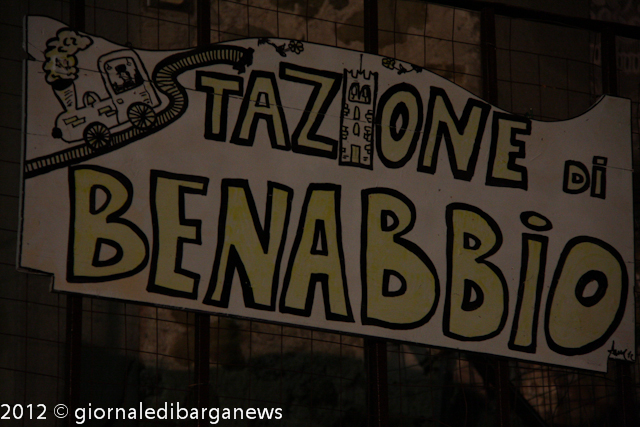 STAZIONE DI
BENABBIO
2012 © giornaledibarganews